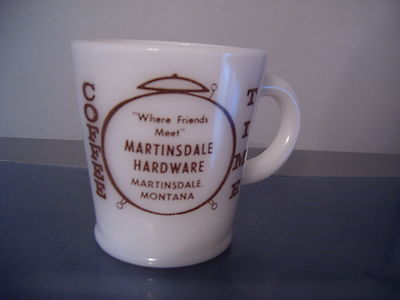 COFFEE
"Where Friends
Meet"
MARTINSDALE
HARDWARE
MARTINSDALE,
MONTANA
TIME